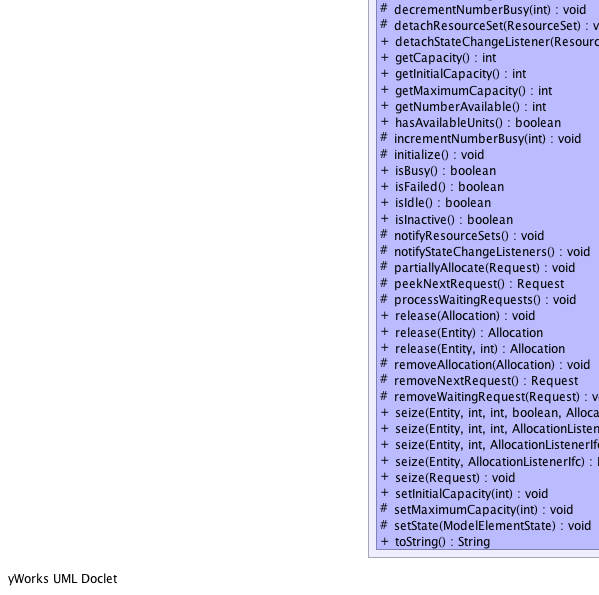 # decrementNumberBusy(int) : void
# detachResourceSet(ResourceSet) : v
+ detachStateChangeListener(Resourc
+ getCapacity() : int
+ getInitialCapacity() : int
+ getMaximumCapacity() : int
+ getNumberAvailable() : int
+ hasAvailableUnits() : boolean
# incrementNumberBusy(int) : void
# initialize() : void
+ isBusy() : boolean
+ isFailed() : boolean
+ isIdle() : boolean
+ isInactive() : boolean
# notifyResourceSets() : void
# notifyStateChangeListeners() : void
# partiallyAllocate(Request) : void
# peekNextRequest() : Request
# processWaitingRequests() : void
+ release(Allocation) : void
+ release(Entity) : Allocation
+ release(Entity, int) : Allocation
# removeAllocation(Allocation) : void
# removeNextRequest() : Request
# removeWaitingRequest(Request) : v
+ seize(Entity, int, int, boolean, Alloca
+ seize(Entity, int, int, AllocationListen
+ seize(Entity, int, AllocationListenerIf
+ seize(Entity, AllocationListenerIfc) :
+ seize(Request) : void
+ setInitialCapacity(int) : void
# setMaximumCapacity(int) : void
# setState(ModelElementState) : void
+ toString() : String
yWorks UML Doclet